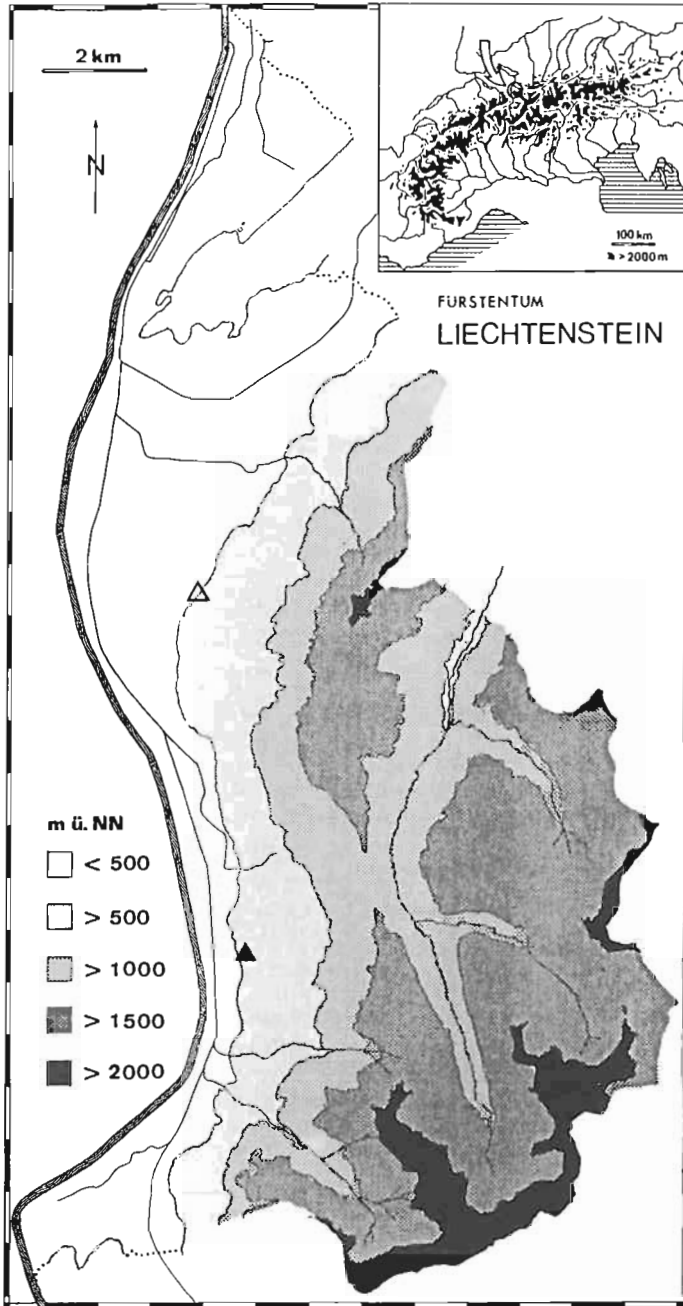 2 km
N
100 km
> 2000 m
FÜRSTENTUM
LIECHTENSTEIN
m ü. NN
< 500
> 500
> 1000
> 1500
> 2000